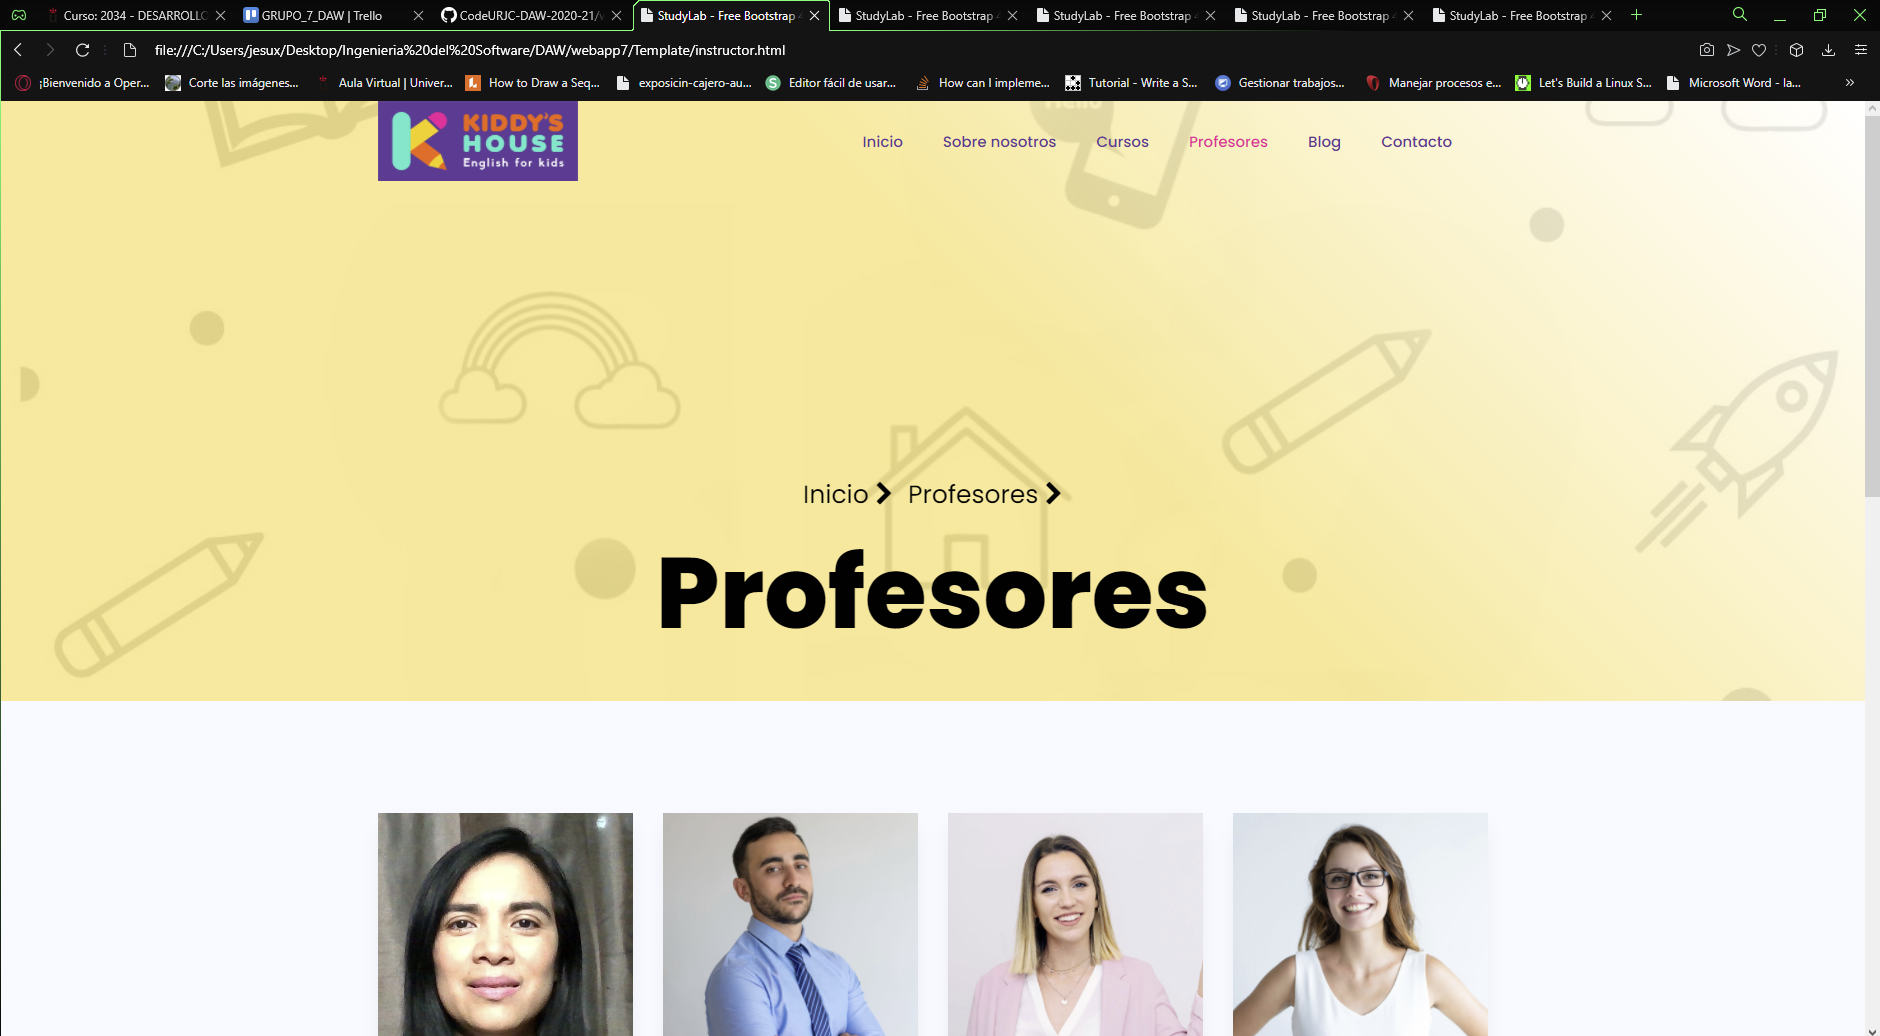 Curso: 2034 - DESARROLLO
GRUPO_7_DAW | Trello
CodeURJC-DAW-2020-21/
StudyLab - Free Bootstrap
StudyLab - Free Bootstrap
StudyLab - Free Bootstrap
StudyLab - Free Bootstrap
StudyLab - Free Bootstrap
file:///C:/Users/jesux/Desktop/Ingenieria%20del%20Software/DAW/webapp7/Template/instructor.html
¡Bienvenido a Oper...
Corte las imágenes...
Aula Virtual | Univer...
How to Draw a Seq...
exposicin-cajero-au...
Editor fácil de usar...
How can I impleme...
Tutorial - Write a S...
Gestionar trabajos...
Manejar procesos e...
Let's Build a Linux S...
Microsoft Word - la...
Hello
KIDDY'S
HOUSE
English for kids
Inicio
Sobre nosotros
Cursos
Profesores
Blog
Contacto
Inicio Profesores
Profesores